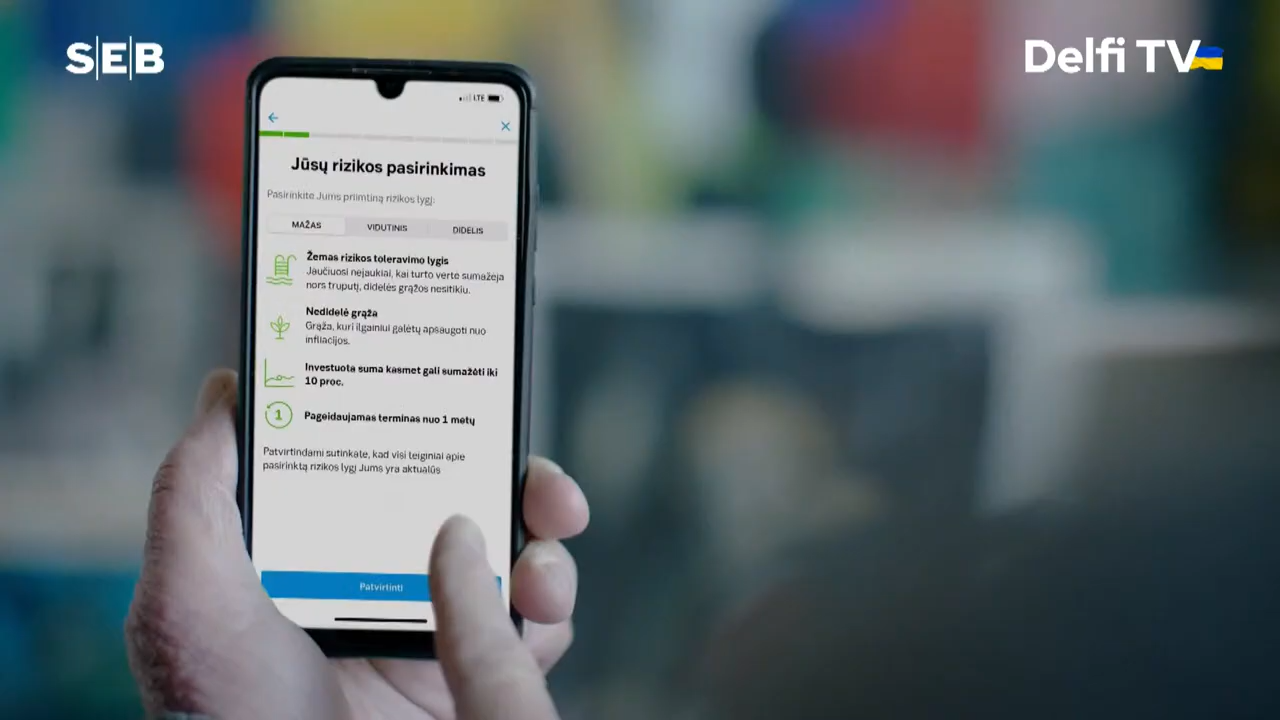 S|E|B
Delfi TV
LTE
Jūsų rizikos pasirinkimas
Pasirinkite Jums priimtiną rizikos lygį:
MAŽAS
VIDUTINIS
DIDELIS
Žemas rizikos toleravimo lygis
Jaučiuosi nejaukiai, kai turto vertė sumažėja
nors truputį, didelės grąžos nesitikiu.
Nedidelė grąža
Grąža, kuri ilgainiui galėtų apsaugoti nuo
infliacijos.
Investuota suma kasmet gali sumažėti iki
10 proc.
1
Pageidaujamas terminas nuo 1 metų
Patvirtindami sutinkate, kad visi teiginiai apie
pasirinktą rizikos lygį Jums yra aktualūs
Patvirtinti